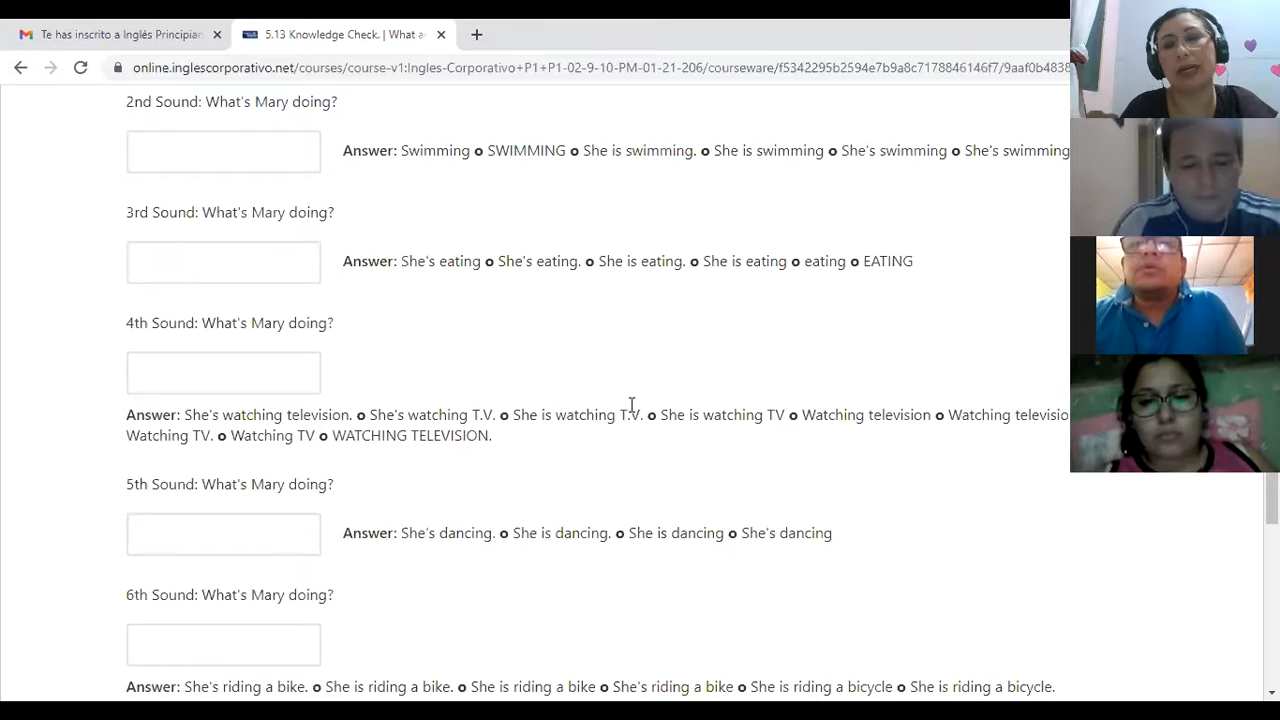 Te has inscrito a Inglés Principian
5.13 Knowledge Check. | What a
online.inglescorporativo.net/courses/course-v1:Ingles-Corporativo+P1+P1-02-9-10-PM-01-21-206/courseware/f5342295b2594e7b9a8c7178846146f7/9aaf0b4838
2nd Sound: What's Mary doing?
Answer: Swimming o SWIMMING o She is swimming. o She is swimming o She's swimming o She's swimming
3rd Sound: What's Mary doing?
Answer: She's eating o She's eating. o She is eating. o She is eating o eating o EATING
4th Sound: What's Mary doing?
Answer: She's watching television. o She's watching T.V. o She is watching T.V. o She is watching TV o Watching television o Watching televisio
Watching TV. o Watching TV o WATCHING TELEVISION.
5th Sound: What's Mary doing?
Answer: She's dancing. o She is dancing. o She is dancing o She's dancing
6th Sound: What's Mary doing?
Answer: She's riding a bike. o She is riding a bike. o She is riding a bike o She's riding a bike o She is riding a bicycle o She is riding a bicycle.